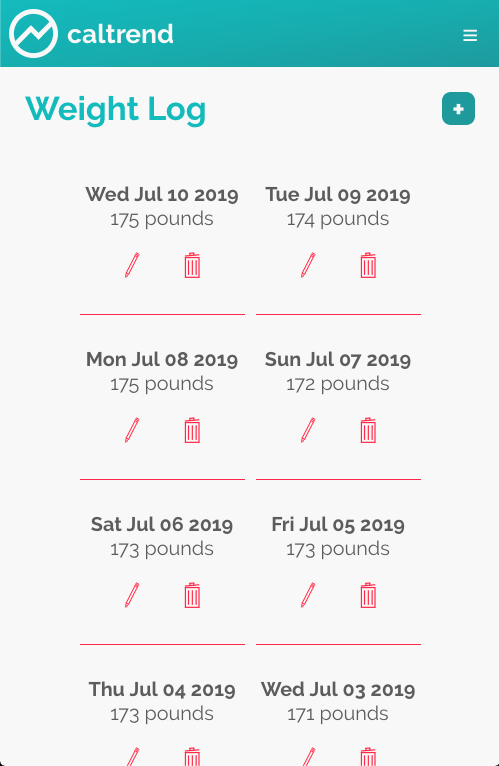 caltrend
Weight Log
Wed Jul 10 2019
175 pounds
Tue Jul 09 2019
174 pounds
Mon Jul 08 2019
175 pounds
Sun Jul 07 2019
172 pounds
Sat Jul 06 2019
173 pounds
Fri Jul 05 2019
173 pounds
Thu Jul 04 2019
173 pounds
Wed Jul 03 2019
171 pounds